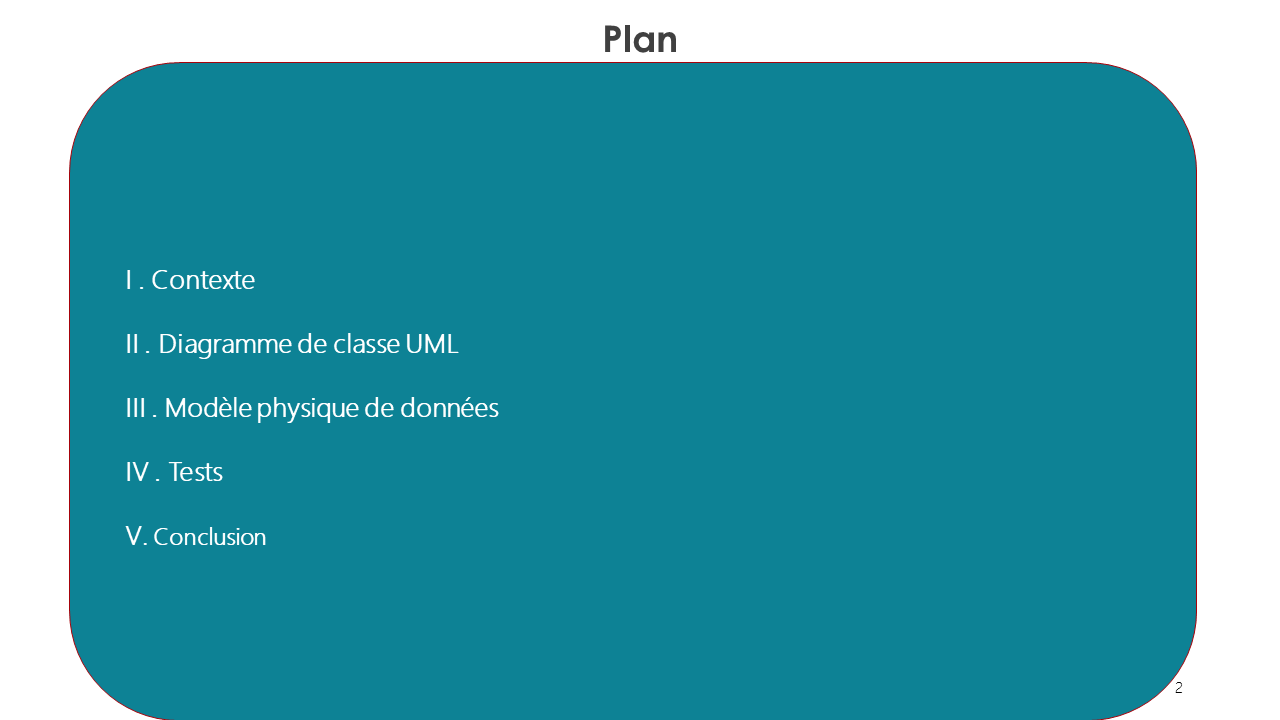 Plan
I . Contexte
II . Diagramme de classe UML
III . Modèle physique de données
IV . Tests
V. Conclusion
2